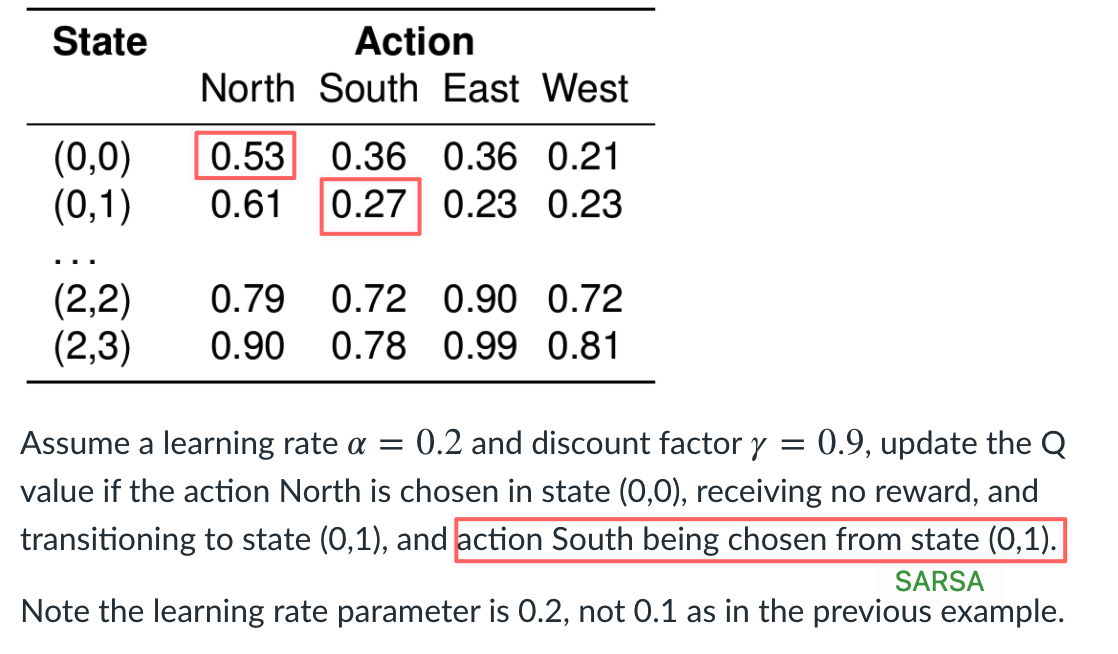 State Action
North South East West
(0,0) 0.53 0.36 0.36 0.21
(0,1) 0.61 0.27 0.23 0.23
...
(2,2) 0.79 0.72 0.90 0.72
(2,3) 0.90 0.78 0.99 0.81
Assume a learning rate α = 0.2 and discount factor γ = 0.9, update the Q
value if the action North is chosen in state (0,0), receiving no reward, and
transitioning to state (0,1), and action South being chosen from state (0,1).
SARSA
Note the learning rate parameter is 0.2, not 0.1 as in the previous example.